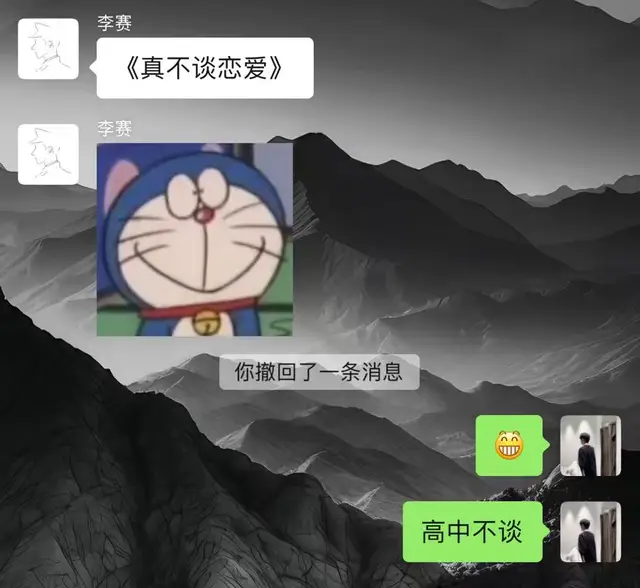 李赛
《真不谈恋爱》
李赛
你撤回了一条消息
😁
高中不谈